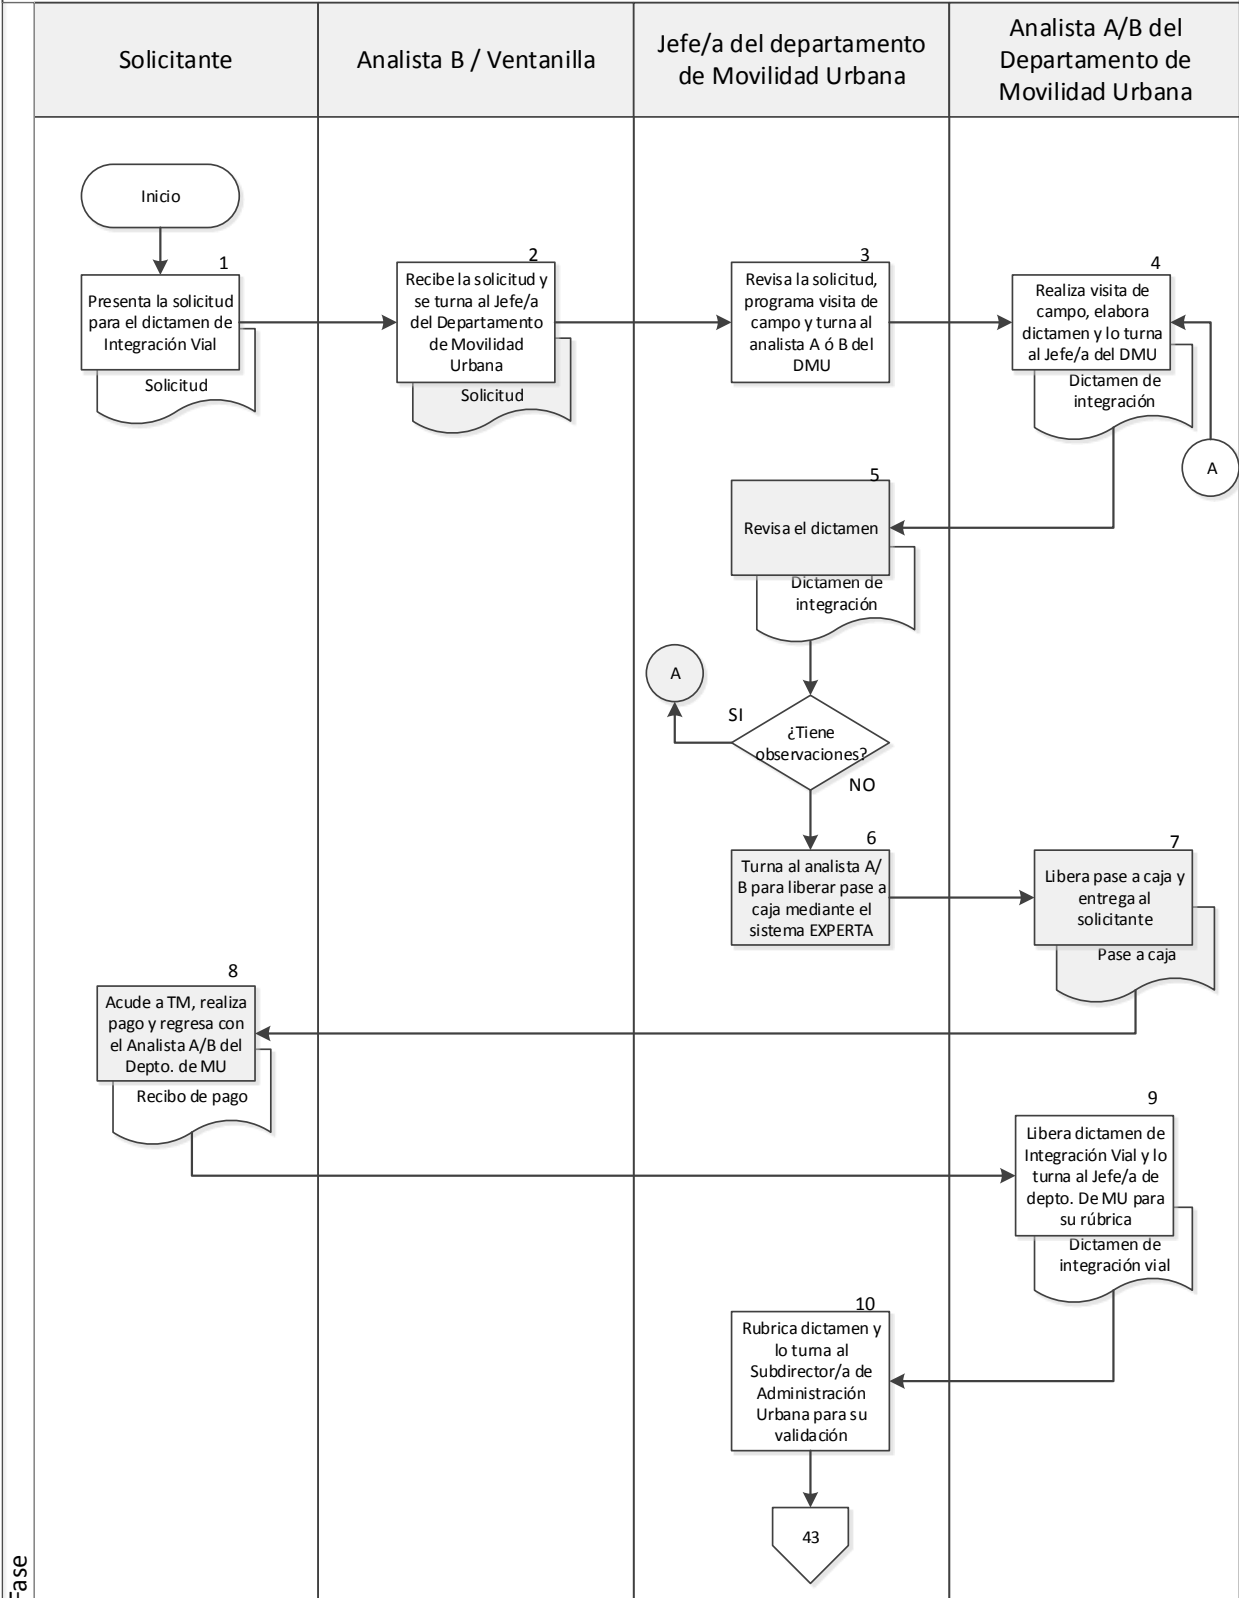 Solicitante
Analista B / Ventanilla
Jefe/a del departamento
de Movilidad Urbana
Analista A/B del
Departamento de
Movilidad Urbana
Inicio
1
Presenta la solicitud
para el dictamen de
Integración Vial
Solicitud
2
Recibe la solicitud y
se turna al Jefe/a
del Departamento
de Movilidad
Urbana
Solicitud
3
Revisa la solicitud,
programa visita de
campo y turna al
analista A ó B del
DMU
4
Realiza visita de
campo, elabora
dictamen y lo turna
al Jefe/a del DMU
Dictamen de
integración
A
5
Revisa el dictamen
Dictamen de
integración
A
SI
¿Tiene
observaciones?
NO
6
Turna al analista A/
B para liberar pase a
caja mediante el
sistema EXPERTA
7
Libera pase a caja y
entrega al
solicitante
Pase a caja
8
Acude a TM, realiza
pago y regresa con
el Analista A/B del
Depto. de MU
Recibo de pago
9
Libera dictamen de
Integración Vial y lo
turna al Jefe/a de
depto. De MU para
su rúbrica
Dictamen de
integración vial
10
Rubrica dictamen y
lo turna al
Subdirector/a de
Administración
Urbana para su
validación
43
Fase